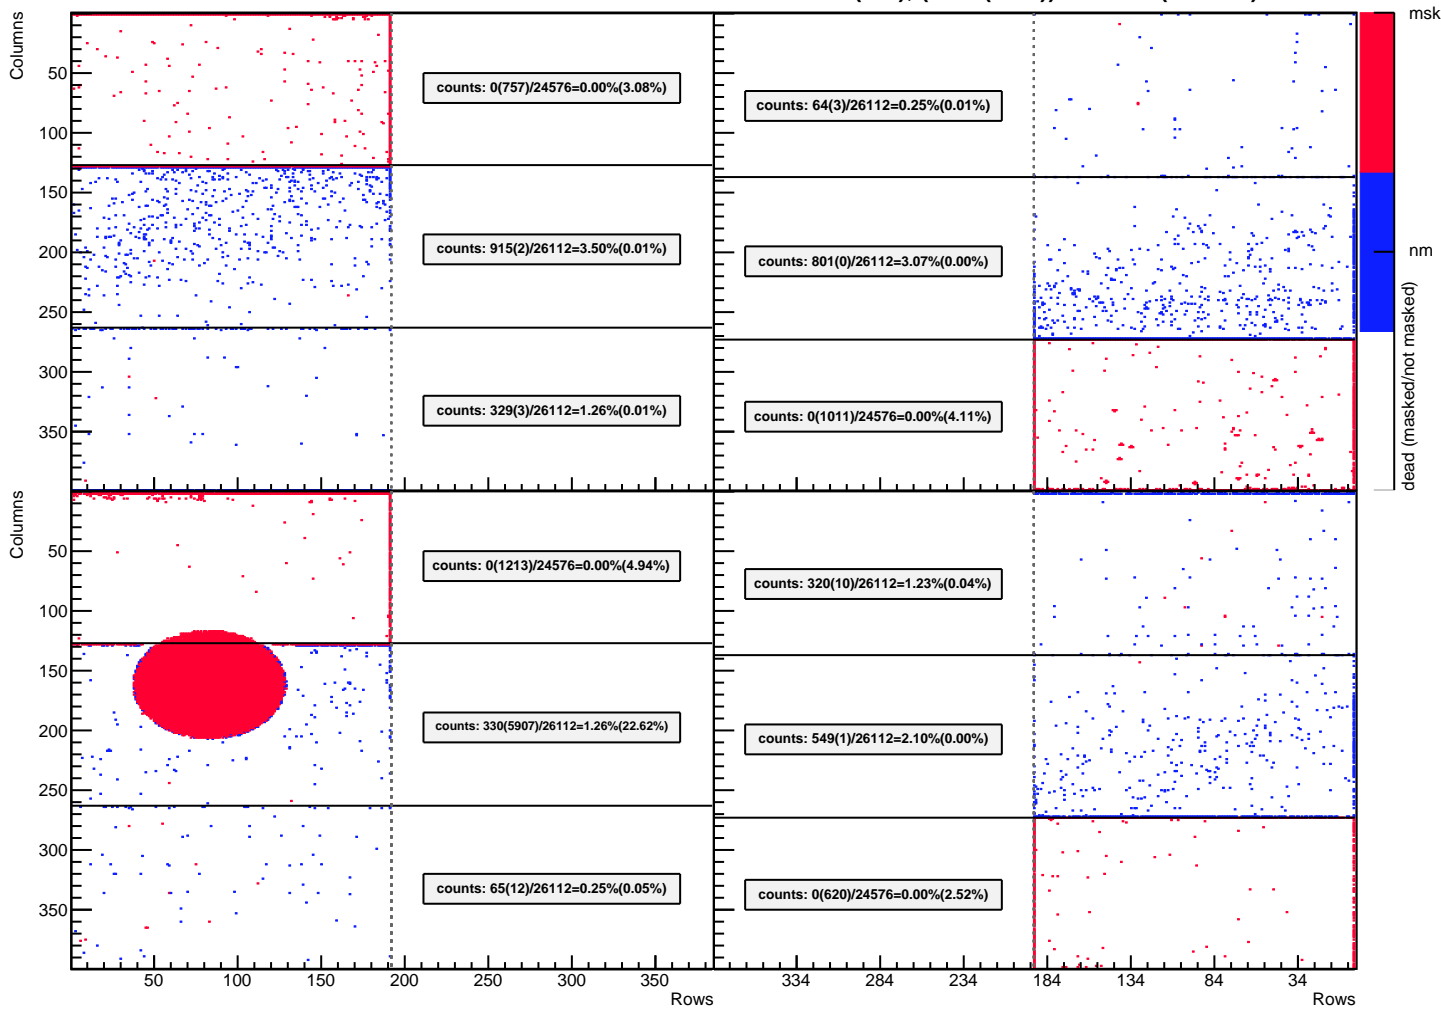 msk
nm
dead (masked/not masked)
Columns
50
100
150
200
250
300
350
counts: 0(757)/24576=0.00%(3.08%)
counts: 915(2)/26112=3.50%(0.01%)
counts: 329(3)/26112=1.26%(0.01%)
counts: 64(3)/26112=0.25%(0.01%)
counts: 801(0)/26112=3.07%(0.00%)
counts: 0(1011)/24576=0.00%(4.11%)
Columns
50
100
150
200
250
300
350
counts: 0(1213)/24576=0.00%(4.94%)
counts: 330(5907)/26112=1.26%(22.62%)
counts: 65(12)/26112=0.25%(0.05%)
counts: 320(10)/26112=1.23%(0.04%)
counts: 549(1)/26112=2.10%(0.00%)
counts: 0(620)/24576=0.00%(2.52%)
50 100 150 200 250 300 350
Rows
334 284 234 184 134 84 34
Rows